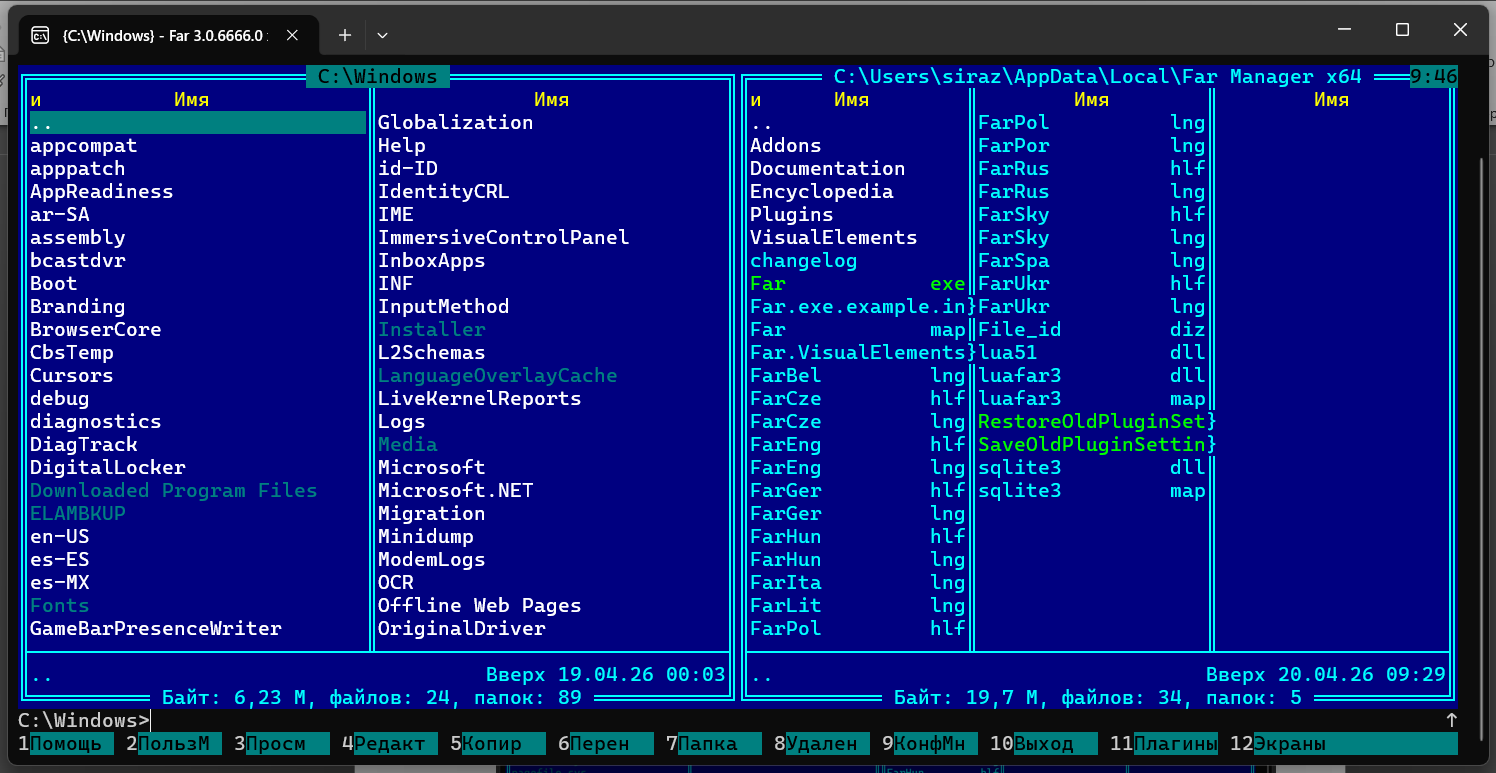 {C:\Windows} - Far 3.0.6666.0
C:\Windows
и Имя Имя
..
appcompat
apppatch
AppReadiness
ar-SA
assembly
bcastdvr
Boot
Branding
BrowserCore
CbsTemp
Cursors
debug
diagnostics
DiagTrack
DigitalLocker
Downloaded Program Files
ELAMBKUP
en-US
es-ES
es-MX
Fonts
GameBarPresenceWriter
Globalization
Help
id-ID
IdentityCRL
IME
ImmersiveControlPanel
InboxApps
INF
InputMethod
Installer
L2Schemas
LanguageOverlayCache
LiveKernelReports
Logs
Media
Microsoft
Microsoft.NET
Migration
Minidump
ModemLogs
OCR
Offline Web Pages
OriginalDriver
.. Вверх 19.04.26 00:03
Байт: 6,23 М, файлов: 24, папок: 89
C:\Users\siraz\AppData\Local\Far Manager x64 9:46
и Имя Имя Имя
..
Addons
Documentation
Encyclopedia
Plugins
VisualElements
changelog
Far exe
Far.exe.example.in}
Far map
Far.VisualElements}
FarBel lng
FarCze hlf
FarCze lng
FarEng hlf
FarEng lng
FarGer hlf
FarGer lng
FarHun hlf
FarHun lng
FarIta lng
FarLit lng
FarPol hlf
FarPol lng
FarPor lng
FarRus hlf
FarRus lng
FarSky hlf
FarSky lng
FarSpa lng
FarUkr hlf
FarUkr lng
File_id diz
lua51 dll
luafar3 dll
luafar3 map
RestoreOldPluginSet}
SaveOldPluginSettin}
sqlite3 dll
sqlite3 map
.. Вверх 20.04.26 09:29
Байт: 19,7 М, файлов: 34, папок: 5
C:\Windows>
1Помощь 2ПользМ 3Просм 4Редакт 5Копир 6Перен 7Папка 8Удален 9КонфМн 10Выход 11Плагины 12Экраны